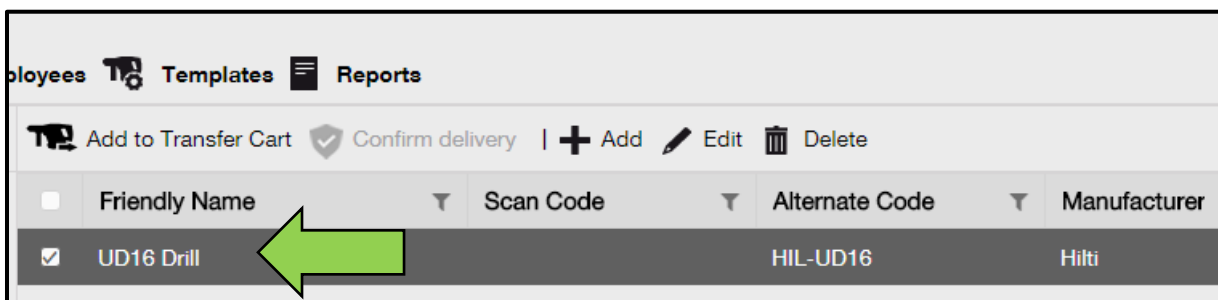 ployees Templates Reports
Add to Transfer Cart Confirm delivery | Add Edit Delete
Friendly Name Scan Code Alternate Code Manufacturer
UD16 Drill HIL-UD16 Hilti